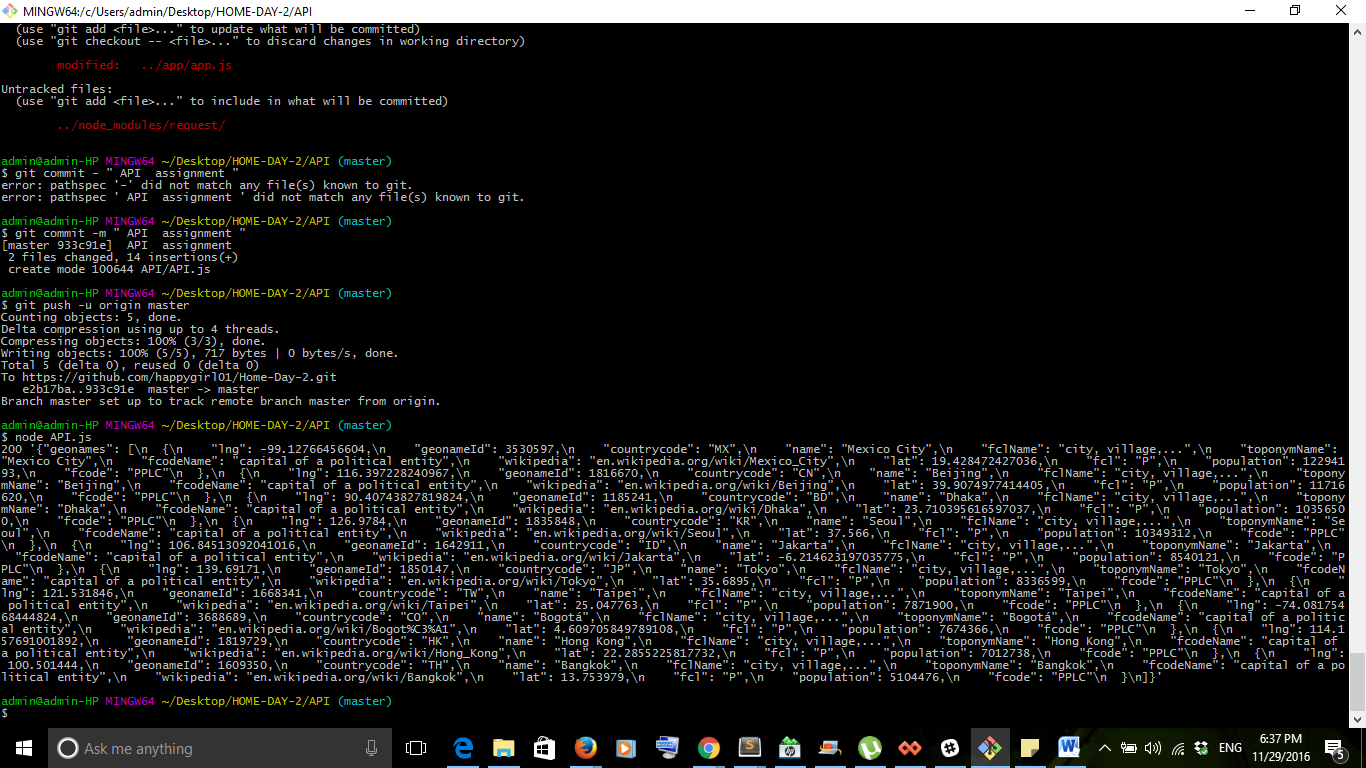 MINGW64:/c/Users/admin/Desktop/HOME-DAY-2/API
(use "git add <file>..." to update what will be committed)
(use "git checkout -- <file>..." to discard changes in working directory)
modified:   ../app/app.js
Untracked files:
(use "git add <file>..." to include in what will be committed)
../node_modules/request/
admin@admin-HP MINGW64 ~/Desktop/HOME-DAY-2/API (master)
$ git commit - " API  assignment "
error: pathspec '-' did not match any file(s) known to git.
error: pathspec ' API  assignment ' did not match any file(s) known to git.
admin@admin-HP MINGW64 ~/Desktop/HOME-DAY-2/API (master)
$ git commit -m " API  assignment "
[master 933c91e]  API  assignment
2 files changed, 14 insertions(+)
create mode 100644 API/API.js
admin@admin-HP MINGW64 ~/Desktop/HOME-DAY-2/API (master)
$ git push -u origin master
Counting objects: 5, done.
Delta compression using up to 4 threads.
Compressing objects: 100% (3/3), done.
Writing objects: 100% (5/5), 717 bytes | 0 bytes/s, done.
Total 5 (delta 0), reused 0 (delta 0)
To https://github.com/happygirl01/Home-Day-2.git
e2b17ba..933c91e  master -> master
Branch master set up to track remote branch master from origin.
admin@admin-HP MINGW64 ~/Desktop/HOME-DAY-2/API (master)
$ node API.js
200 '{"geonames": [\n  {\n    "lng": -99.12766456604,\n    "geonameId": 3530597,\n    "countrycode": "MX",\n    "name": "Mexico City",\n    "fclName": "city, village,...",\n    "toponymName":
"Mexico City",\n    "fcodeName": "capital of a political entity",\n    "wikipedia": "en.wikipedia.org/wiki/Mexico_City",\n    "lat": 19.428472427036,\n    "fcl": "P",\n    "population": 122941
93,\n    "fcode": "PPLC"\n  },\n  {\n    "lng": 116.397228240967,\n    "geonameId": 1816670,\n    "countrycode": "CN",\n    "name": "Beijing",\n    "fclName": "city, village,...",\n    "topony
mName": "Beijing",\n    "fcodeName": "capital of a political entity",\n    "wikipedia": "en.wikipedia.org/wiki/Beijing",\n    "lat": 39.9074977414405,\n    "fcl": "P",\n    "population": 11716
620,\n    "fcode": "PPLC"\n  },\n  {\n    "lng": 90.40743827819824,\n    "geonameId": 1185241,\n    "countrycode": "BD",\n    "name": "Dhaka",\n    "fclName": "city, village,...",\n    "topony
mName": "Dhaka",\n    "fcodeName": "capital of a political entity",\n    "wikipedia": "en.wikipedia.org/wiki/Dhaka",\n    "lat": 23.710395616597037,\n    "fcl": "P",\n    "population": 1035650
0,\n    "fcode": "PPLC"\n  },\n  {\n    "lng": 126.9784,\n    "geonameId": 1835848,\n    "countrycode": "KR",\n    "name": "Seoul",\n    "fclName": "city, village,...",\n    "toponymName": "Se
oul",\n    "fcodeName": "capital of a political entity",\n    "wikipedia": "en.wikipedia.org/wiki/Seoul",\n    "lat": 37.566,\n    "fcl": "P",\n    "population": 10349312,\n    "fcode": "PPLC"
\n  },\n  {\n    "lng": 106.84513092041016,\n    "geonameId": 1642911,\n    "countrycode": "ID",\n    "name": "Jakarta",\n    "fclName": "city, village,...",\n    "toponymName": "Jakarta",\n
"fcodeName": "capital of a political entity",\n    "wikipedia": "en.wikipedia.org/wiki/Jakarta",\n    "lat": -6.214623197035775,\n    "fcl": "P",\n    "population": 8540121,\n    "fcode": "P
PLC"\n  },\n  {\n    "lng": 139.69171,\n    "geonameId": 1850147,\n    "countrycode": "JP",\n    "name": "Tokyo",\n    "fclName": "city, village,...",\n    "toponymName": "Tokyo",\n    "fcodeN
ame": "capital of a political entity",\n    "wikipedia": "en.wikipedia.org/wiki/Tokyo",\n    "lat": 35.6895,\n    "fcl": "P",\n    "population": 8336599,\n    "fcode": "PPLC"\n  },\n  {\n    "
lng": 121.531846,\n    "geonameId": 1668341,\n    "countrycode": "TW",\n    "name": "Taipei",\n    "fclName": "city, village,...",\n    "toponymName": "Taipei",\n    "fcodeName": "capital of a
political entity",\n    "wikipedia": "en.wikipedia.org/wiki/Taipei",\n    "lat": 25.047763,\n    "fcl": "P",\n    "population": 7871900,\n    "fcode": "PPLC"\n  },\n  {\n    "lng": -74.081754
68444824,\n    "geonameId": 3688689,\n    "countrycode": "CO",\n    "name": "Bogotá",\n    "fclName": "city, village,...",\n    "toponymName": "Bogotá",\n    "fcodeName": "capital of a politic
al entity",\n    "wikipedia": "en.wikipedia.org/wiki/Bogot%C3%A1",\n    "lat": 4.609705849789108,\n    "fcl": "P",\n    "population": 7674366,\n    "fcode": "PPLC"\n  },\n  {\n    "lng": 114.1
57691001892,\n    "geonameId": 1819729,\n    "countrycode": "HK",\n    "name": "Hong Kong",\n    "fclName": "city, village,...",\n    "toponymName": "Hong Kong",\n    "fcodeName": "capital of
a political entity",\n    "wikipedia": "en.wikipedia.org/wiki/Hong_Kong",\n    "lat": 22.2855225817732,\n    "fcl": "P",\n    "population": 7012738,\n    "fcode": "PPLC"\n  },\n  {\n    "lng":
100.501444,\n    "geonameId": 1609350,\n    "countrycode": "TH",\n    "name": "Bangkok",\n    "fclName": "city, village,...",\n    "toponymName": "Bangkok",\n    "fcodeName": "capital of a po
litical entity",\n    "wikipedia": "en.wikipedia.org/wiki/Bangkok",\n    "lat": 13.753979,\n    "fcl": "P",\n    "population": 5104476,\n    "fcode": "PPLC"\n  }\n]}'
admin@admin-HP MINGW64 ~/Desktop/HOME-DAY-2/API (master)
$
Ask me anything
ENG
6:37 PM
11/29/2016
5